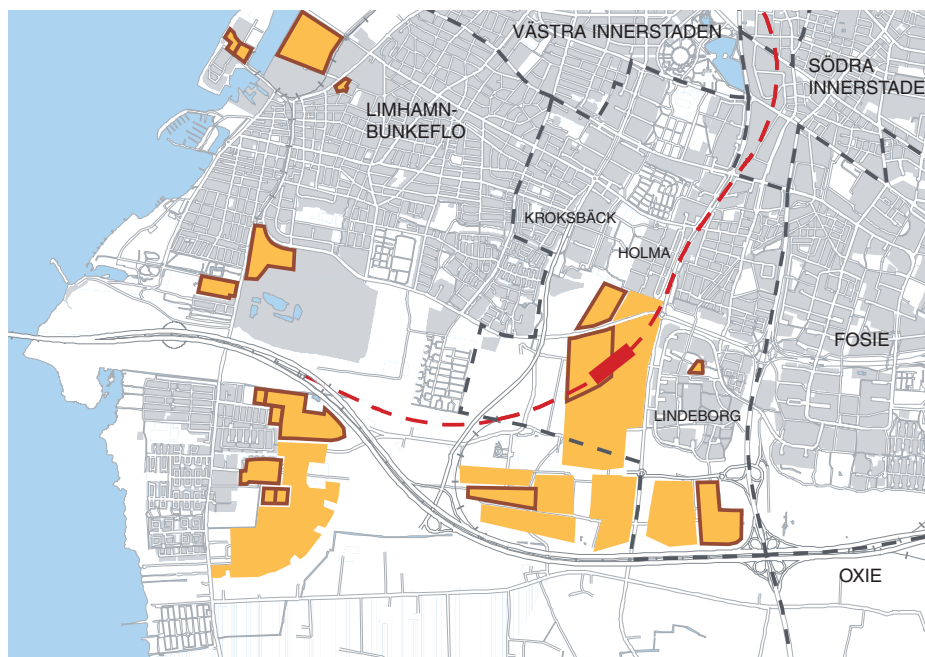 VÄSTRA INNERSTADEN
SÖDRA
INNERSTADE
LIMHAMN-
BUNKEFLO
KROKSBÄCK
HOLMA
FOSIE
LINDEBORG
OXIE